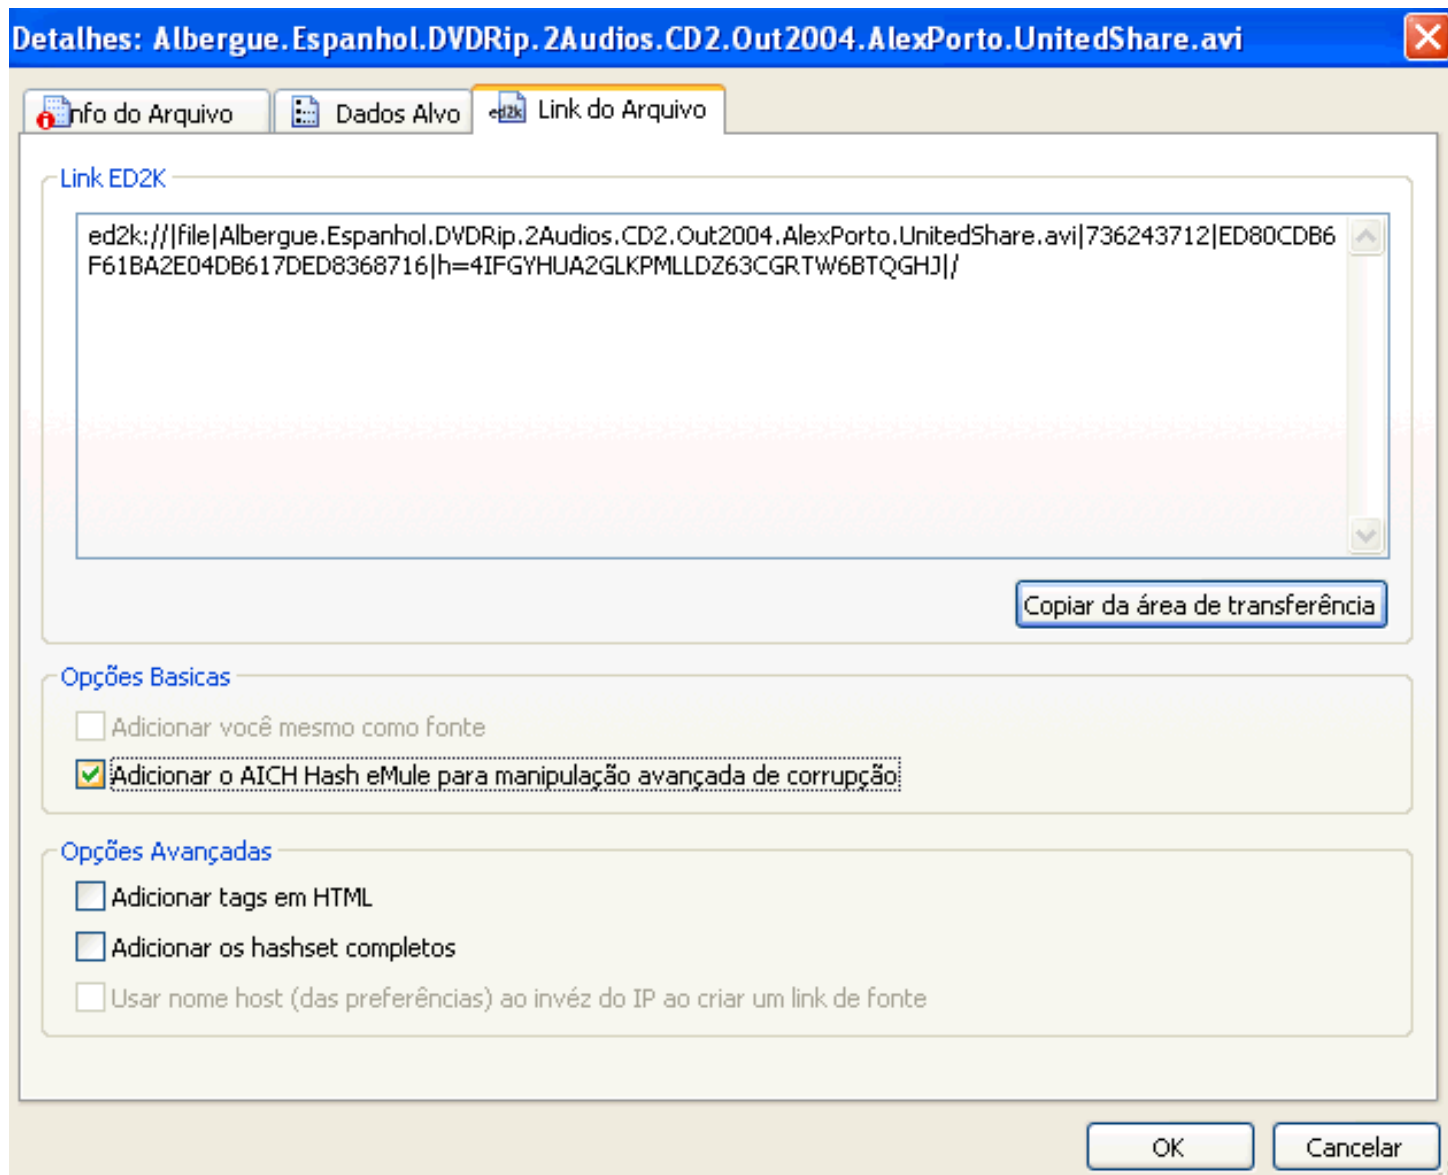 Detalhes: Albergue.Espanhol.DVDRip.2Audios.CD2.Out2004.AlexPorto.UnitedShare.avi
nfo do Arquivo
Dados Alvo
ed2k Link do Arquivo
Link ED2K
ed2k://|file|Albergue.Espanhol.DVDRip.2Audios.CD2.Out2004.AlexPorto.UnitedShare.avi|736243712|ED80CDB6
F61BA2E04DB617DED8368716|h=4IFGYHUA2GLKPMLLDZ63CGRTW6BTQGHJ|/
Copiar da área de transferência
Opções Basicas
Adicionar você mesmo como fonte
Adicionar o AICH Hash eMule para manipulação avançada de corrupção
Opções Avançadas
Adicionar tags em HTML
Adicionar os hashset completos
Usar nome host (das preferências) ao invéz do IP ao criar um link de fonte
OK
Cancelar